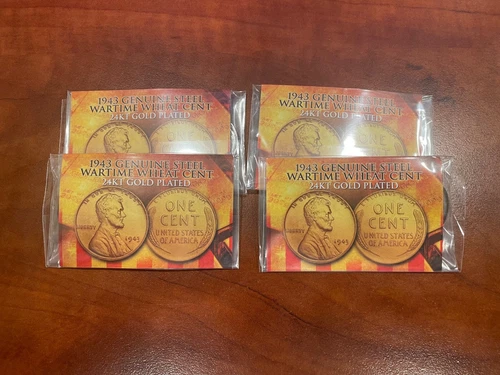 1943 GENUINE STEEL
WARTIME WHEAT CENT
24KT GOLD PLATED
1943 GENUINE STEEL
WARTIME WHEAT CENT
24KT GOLD PLATED
1943 GENUINE STEEL
WARTIME WHEAT CENT
24KT GOLD PLATED
LIBERTY
1943
ONE
CENT
UNITED STATES
OF AMERICA
1943 GENUINE STEEL
WARTIME WHEAT CENT
24KT GOLD PLATED
LIBERTY
1943
ONE
CENT
UNITED STATES
OF AMERICA